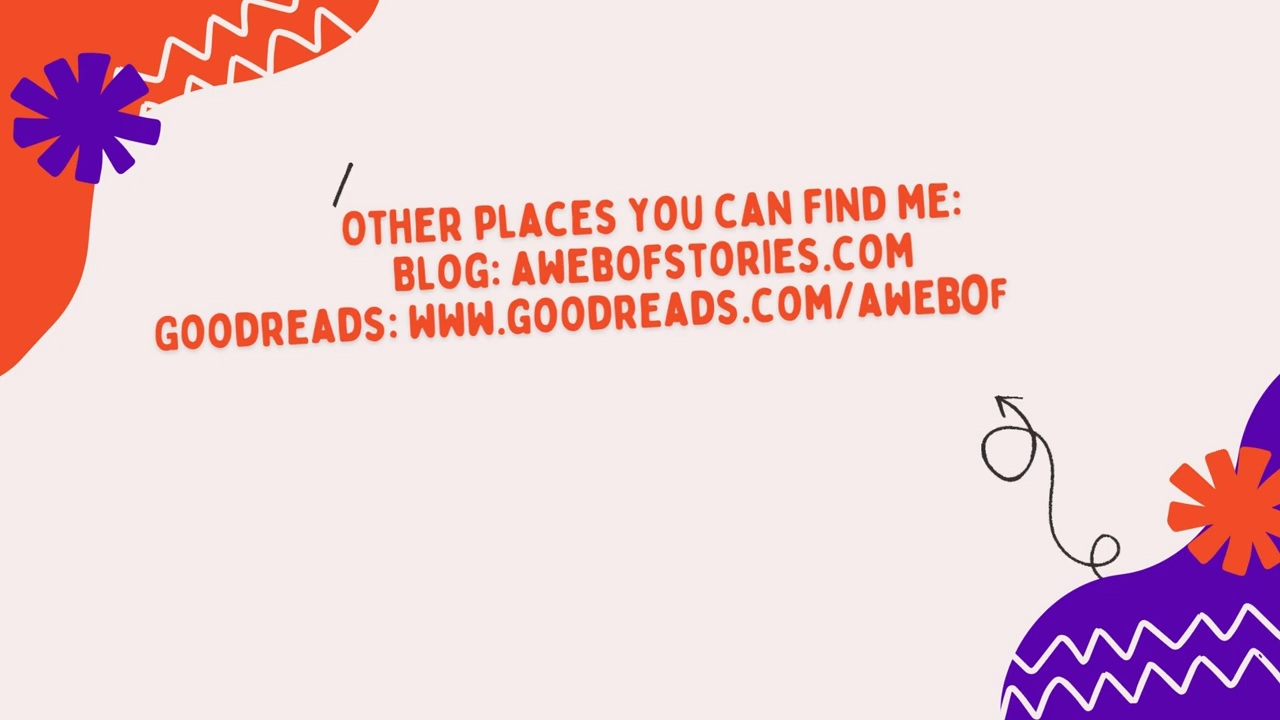 OTHER PLACES YOU CAN FIND ME:
BLOG: AWEBOFSTORIES.COM
GOODREADS: WWW.GOODREADS.COM/AWEBOF